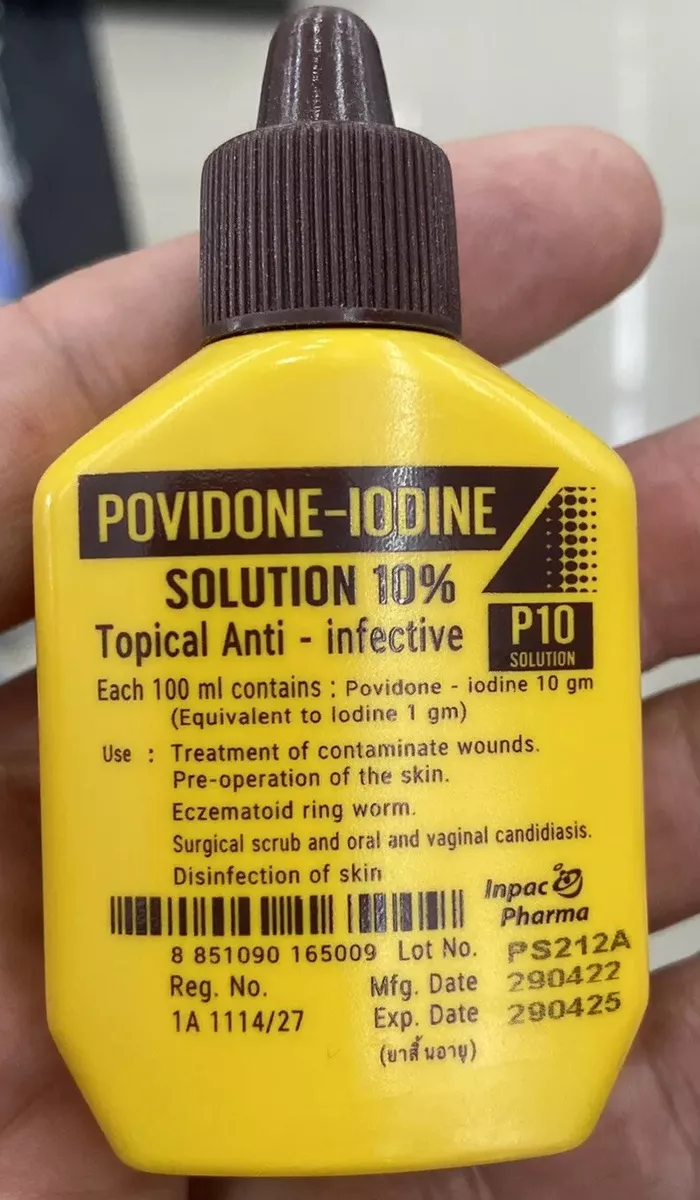 POVIDONE-IODINE
SOLUTION 10%
Topical Anti - infective
P10
SOLUTION
Each 100 ml contains : Povidone - iodine 10 gm
(Equivalent to Iodine 1 gm)
Use : Treatment of contaminate wounds.
Pre-operation of the skin.
Eczematoid ring worm.
Surgical scrub and oral and vaginal candidiasis.
Disinfection of skin
Inpac
Pharma
8 851090 165009 Lot No. PS212A
Reg. No. Mfg. Date 290422
1A 1114/27 Exp. Date 290425
(ยาสิ้นอายุ)